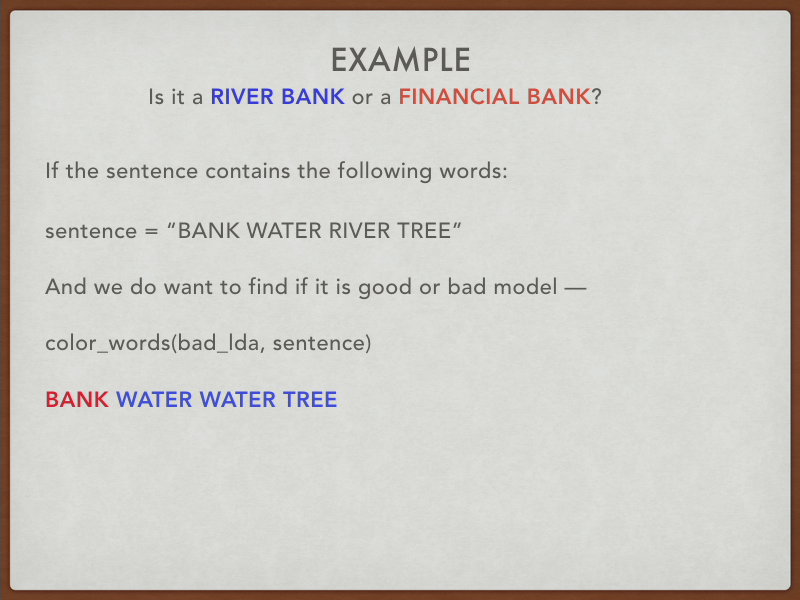 EXAMPLE
Is it a RIVER BANK or a FINANCIAL BANK?
If the sentence contains the following words:
sentence = “BANK WATER RIVER TREE”
And we do want to find if it is good or bad model —
color_words(bad_lda, sentence)
BANK WATER WATER TREE